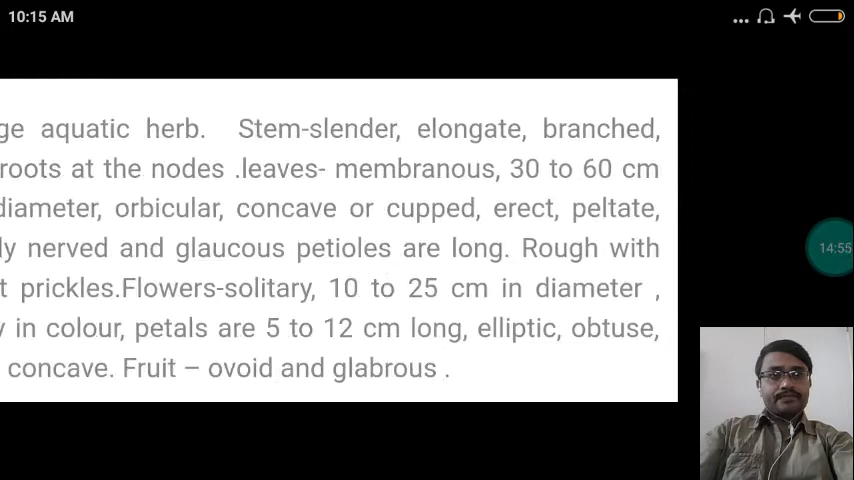 10:15 AM
ge aquatic herb. Stem-slender, elongate, branched,
roots at the nodes .leaves- membranous, 30 to 60 cm
diameter, orbicular, concave or cupped, erect, peltate,
ly nerved and glaucous petioles are long. Rough with
t prickles.Flowers-solitary, 10 to 25 cm in diameter ,
y in colour, petals are 5 to 12 cm long, elliptic, obtuse,
concave. Fruit – ovoid and glabrous .
14:55